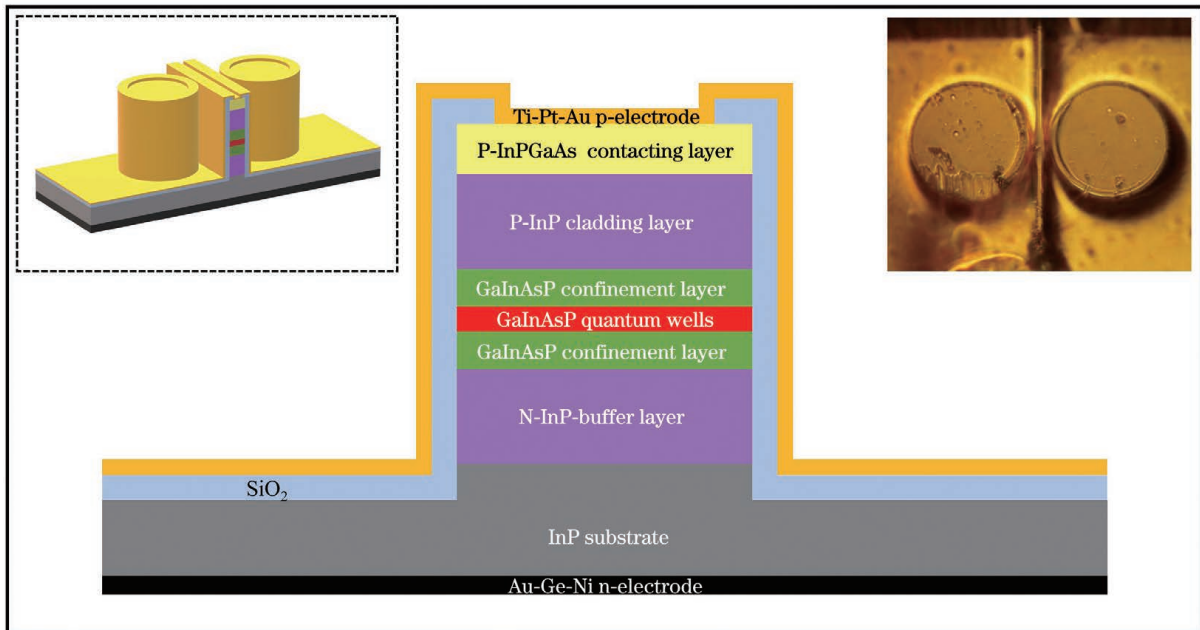 Ti-Pt-Au p-electrode
P-InPGaAs contacting layer
P-InP cladding layer
GaInAsP confinement layer
GaInAsP quantum wells
GaInAsP confinement layer
N-InP-buffer layer
SiO₂
InP substrate
Au-Ge-Ni n-electrode